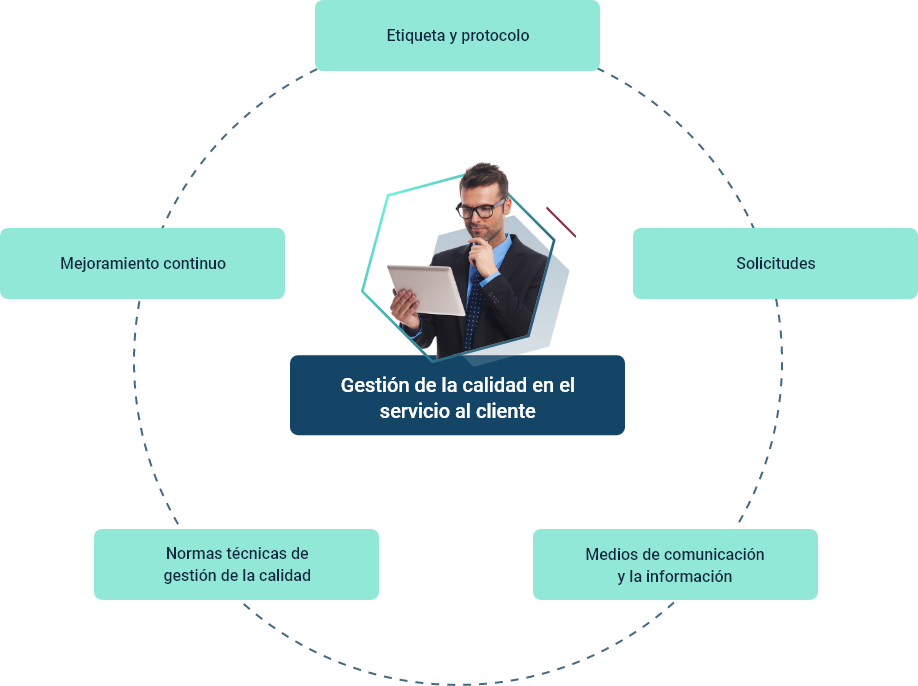 Etiqueta y protocolo
Mejoramiento continuo
Solicitudes
Gestión de la calidad en el
servicio al cliente
Normas técnicas de
gestión de la calidad
Medios de comunicación
y la información